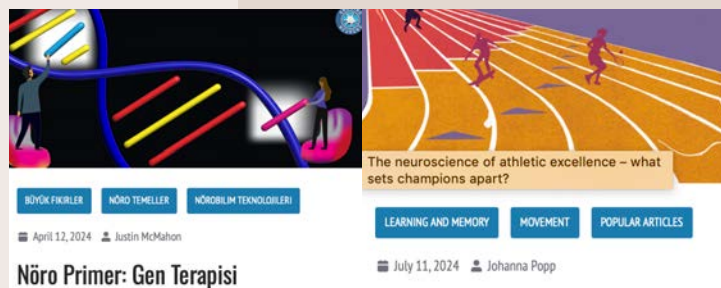 BÜYÜK FIKIRLER
NÖRO TEMELLER
NÖROBILIM TEKNOLOJILERI
April 12, 2024 Justin McMahon
Nöro Primer: Gen Terapisi
The neuroscience of athletic excellence – what
sets champions apart?
LEARNING AND MEMORY
MOVEMENT
POPULAR ARTICLES
July 11, 2024 Johanna Popp